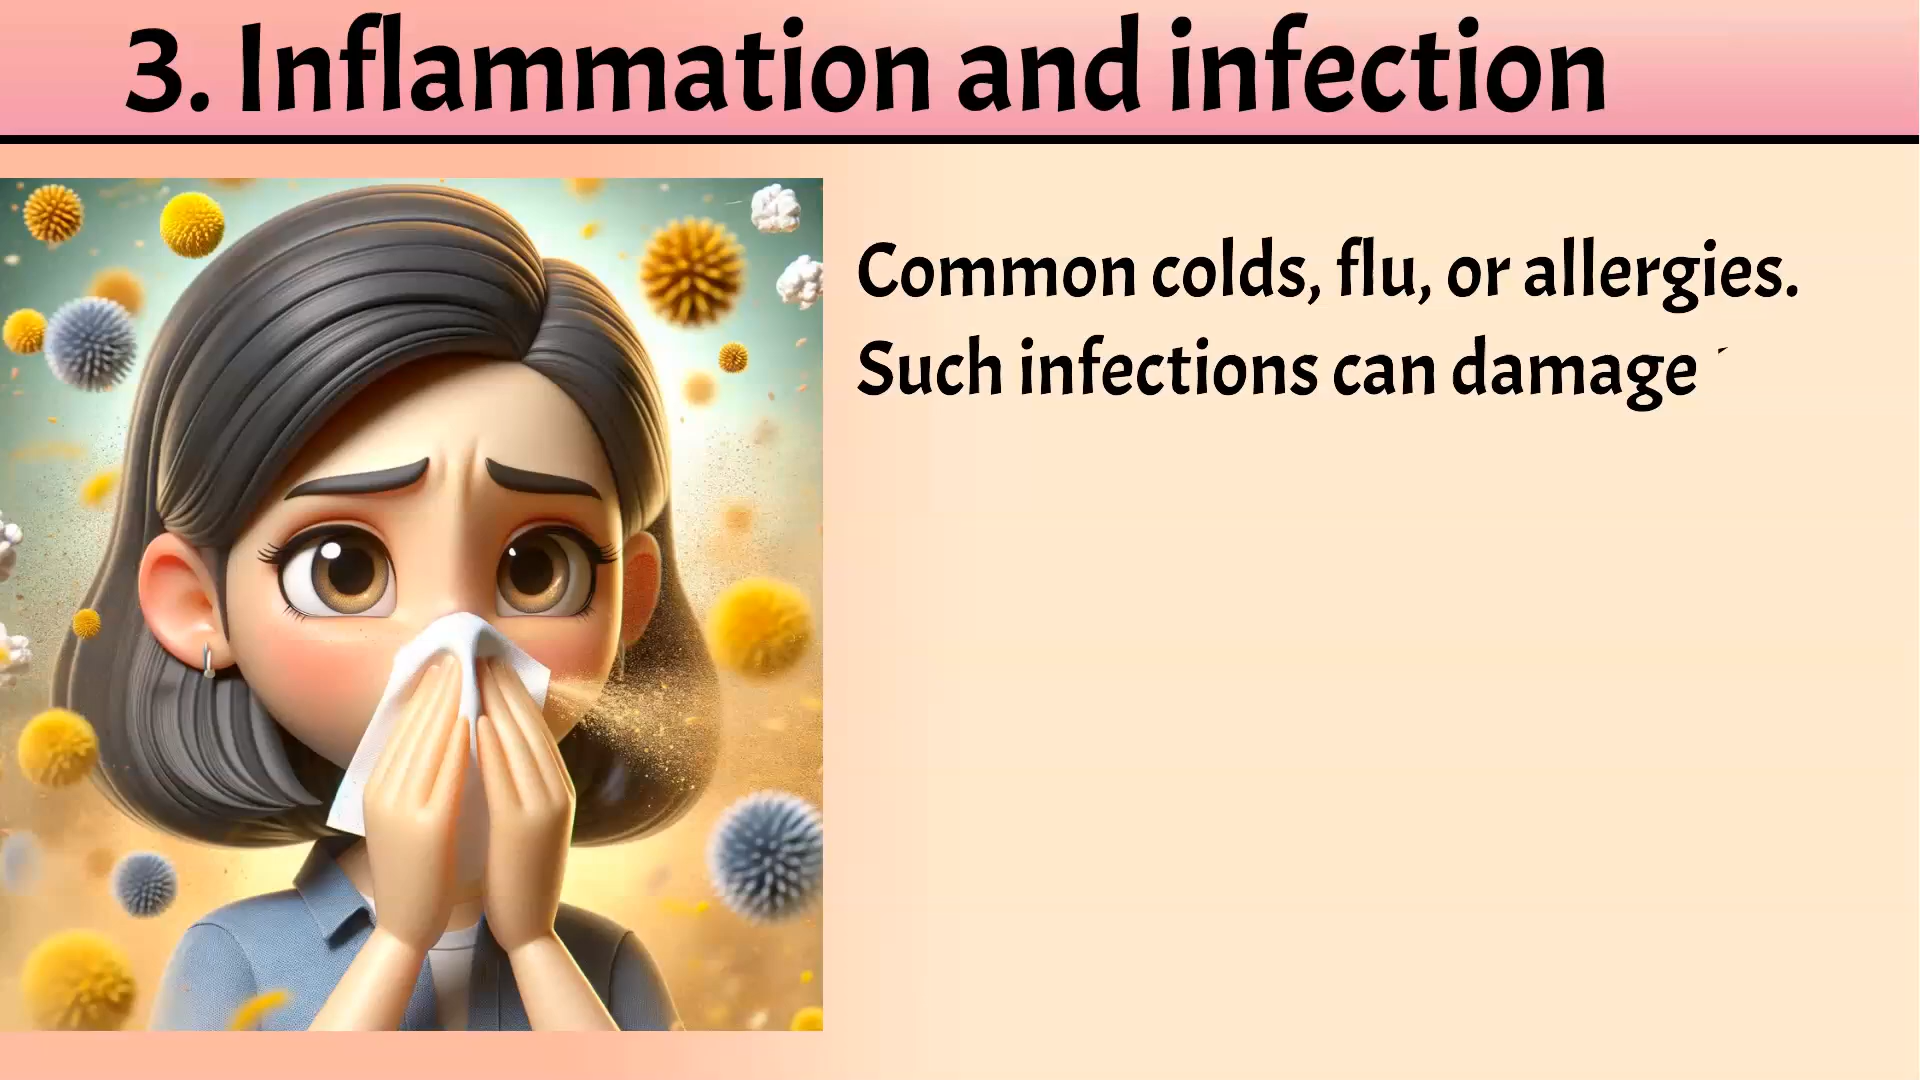 3. Inflammation and infection
Common colds, flu, or allergies.
Such infections can damage